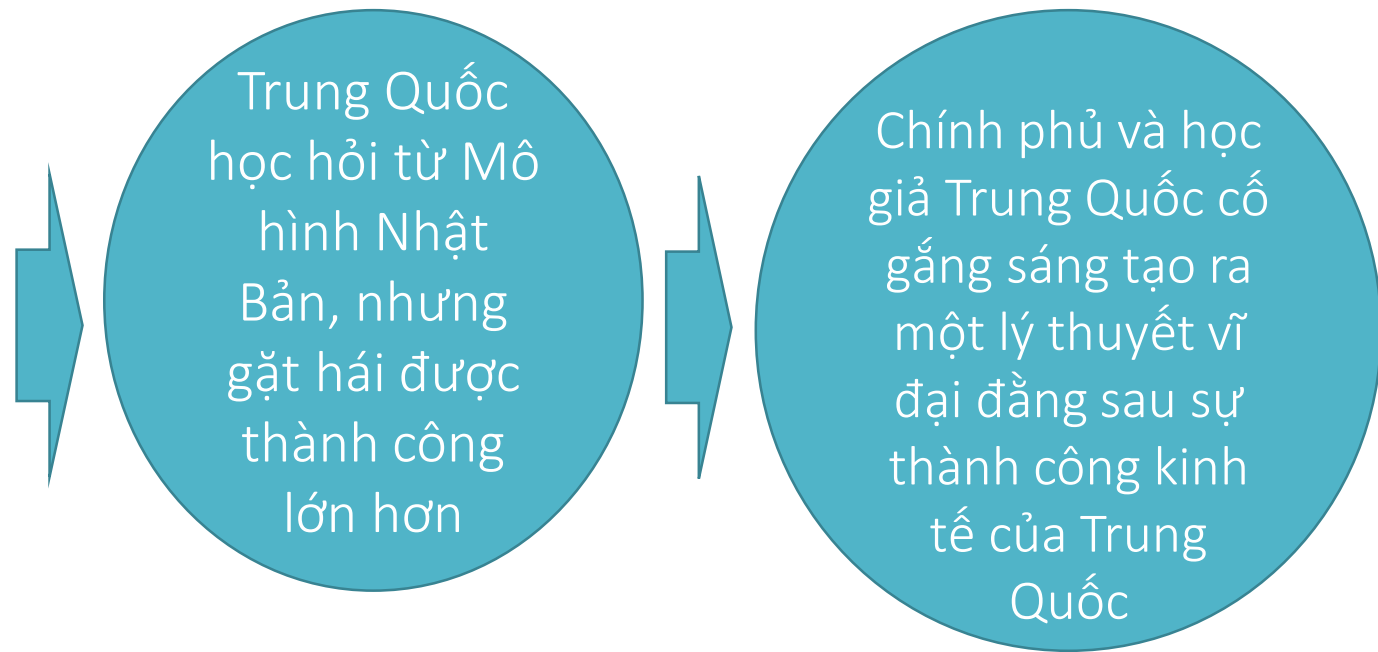 Trung Quốc
học hỏi từ Mô
hình Nhật
Bản, nhưng
gặt hái được
thành công
lớn hơn
Chính phủ và học
giả Trung Quốc cố
gắng sáng tạo ra
một lý thuyết vĩ
đại đằng sau sự
thành công kinh
tế của Trung
Quốc